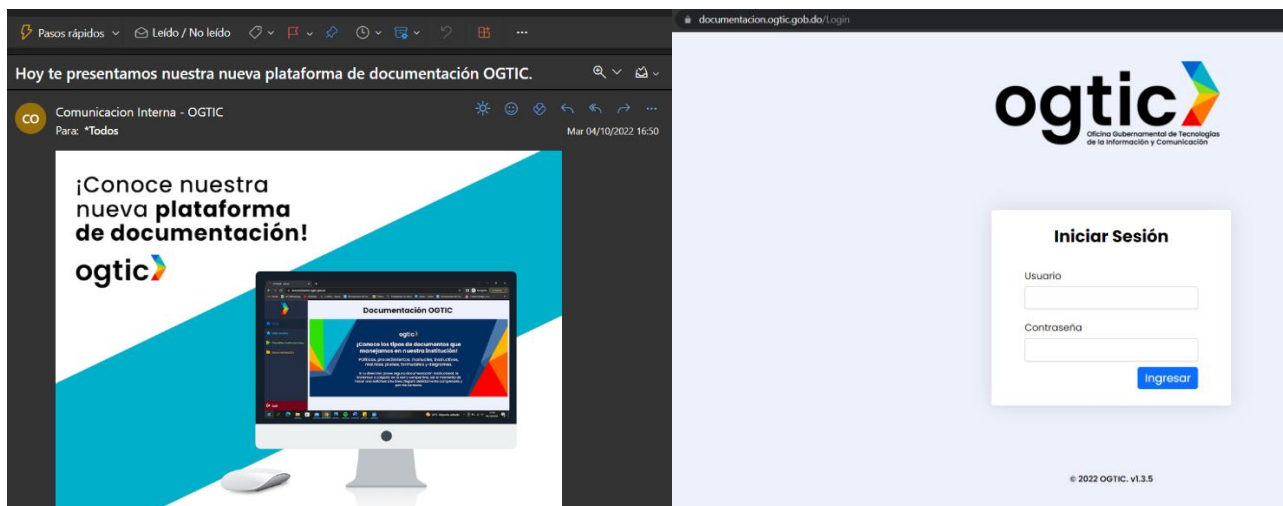 Pasos rápidos
Leído / No leído
Hoy te presentamos nuestra nueva plataforma de documentación OGTIC.
CO
Comunicacion Interna - OGTIC
Para: *Todos
Mar 04/10/2022 16:50
¡Conoce nuestra
nueva plataforma
de documentación!
ogtic
Documentación OGTIC
ogtic
¡Conoce los tipos de documentos que
manejamos en nuestra institución!
documentacion.ogtic.gob.do/Login
ogtic
Oficina Gubernamental de Tecnologías
de la Información y Comunicación
Iniciar Sesión
Usuario
Contraseña
Ingresar
© 2022 OGTIC. v1.3.5